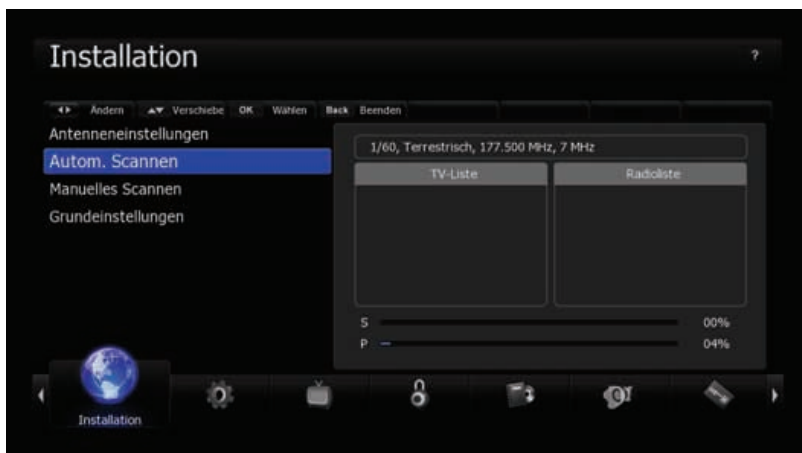 Installation
?
Ändern Verschiebe OK Wählen Back Beenden
Antenneneinstellungen
Autom. Scannen
Manuelles Scannen
Grundeinstellungen
1/60, Terrestrisch, 177.500 MHz, 7 MHz
TV-Liste Radioliste
S 00%
P 04%
Installation